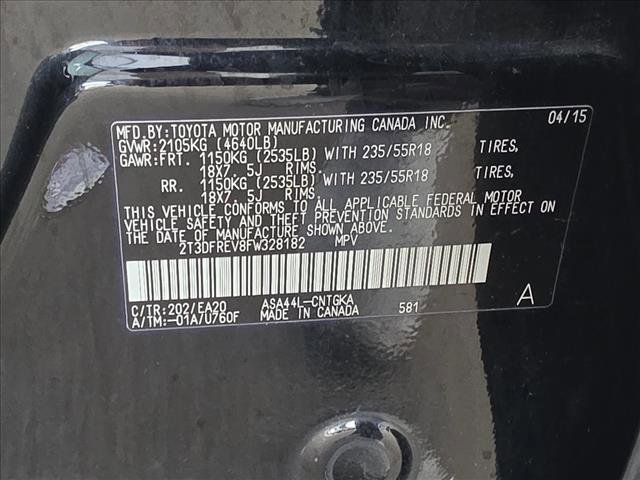 MFD.BY:TOYOTA MOTOR MANUFACTURING CANADA INC. 04/15
GVWR:2105KG (4640LB)
GAWR:FRT. 1150KG (2535LB) WITH 235/55R18 TIRES,
18X7. 5J RIMS.
RR. 1150KG (2535LB) WITH 235/55R18 TIRES,
18X7. 5J RIMS.
THIS VEHICLE CONFORMS TO ALL APPLICABLE FEDERAL MOTOR
VEHICLE SAFETY AND THEFT PREVENTION STANDARDS IN EFFECT ON
THE DATE OF MANUFACTURE SHOWN ABOVE.
2T3DFREV8FW328182 MPV
C/TR:202/EA20 ASA44L-CNTGKA A
A/TM:-01A/U760F MADE IN CANADA 581